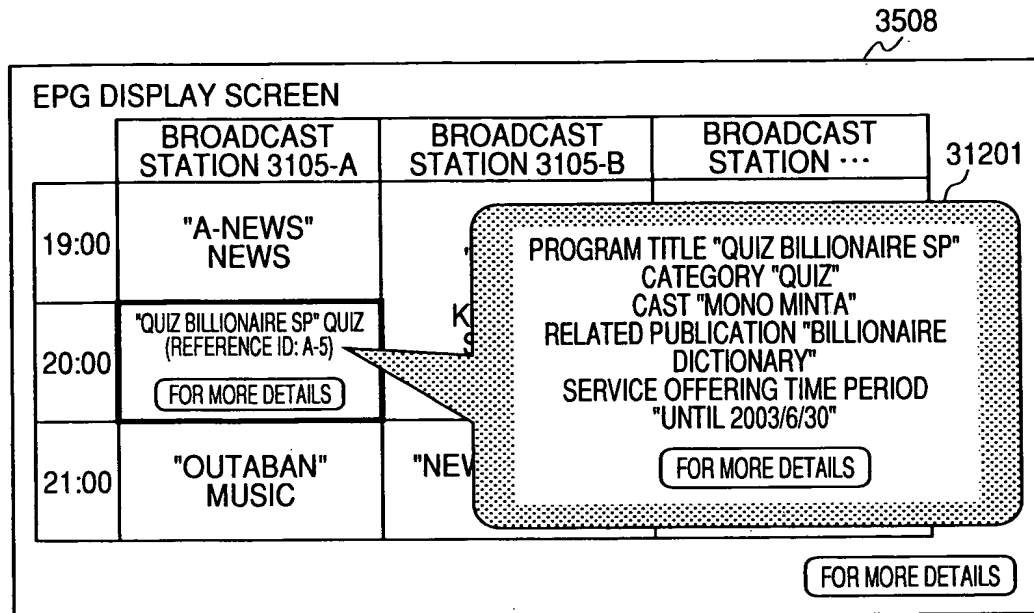 3508
EPG DISPLAY SCREEN
BROADCAST
STATION 3105-A
BROADCAST
STATION 3105-B
BROADCAST
STATION ···
31201
19:00
"A-NEWS"
NEWS
20:00
"QUIZ BILLIONAIRE SP" QUIZ
(REFERENCE ID: A-5)
FOR MORE DETAILS
21:00
"OUTABAN"
MUSIC
PROGRAM TITLE "QUIZ BILLIONAIRE SP"
CATEGORY "QUIZ"
CAST "MONO MINTA"
RELATED PUBLICATION "BILLIONAIRE
DICTIONARY"
SERVICE OFFERING TIME PERIOD
"UNTIL 2003/6/30"
FOR MORE DETAILS
FOR MORE DETAILS